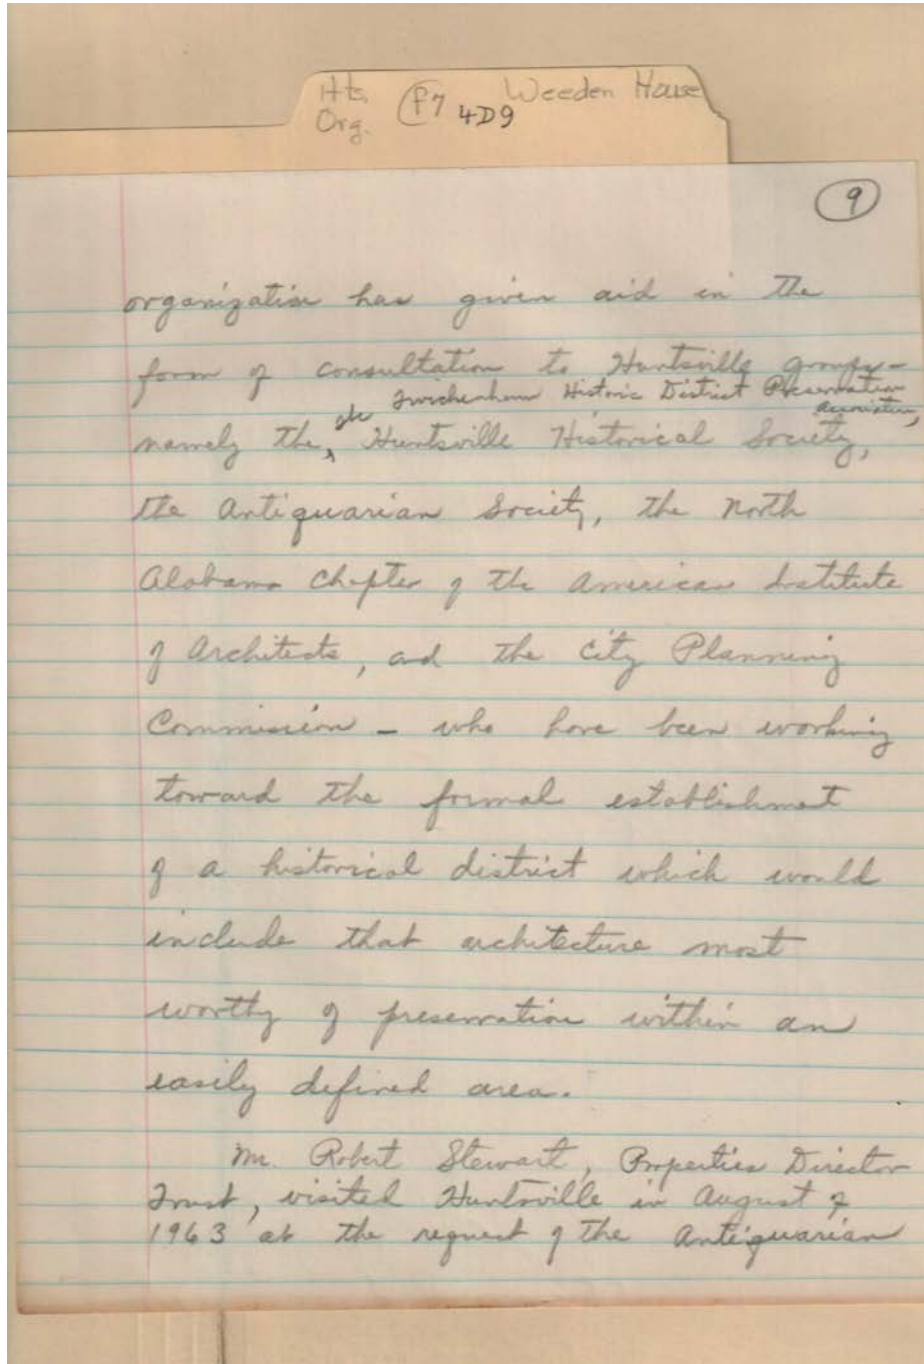 Hts. Org. F7 4D9 Weeden House
9
organization has given aid in the
form of consultation to Huntsville groups -
the Twickenham Historic District Preservation
Association,
namely the, Huntsville Historical Society,
the Antiquarian Society, the North
Alabama Chapter of the American Institute
of Architects, and the City Planning
Commission - who have been working
toward the formal establishment
of a historical district which would
include that architecture most
worthy of preservation within an
easily defined area.
Mr. Robert Stewart, Properties Director
Trust, visited Huntsville in August of
1963 at the request of the Antiquarian